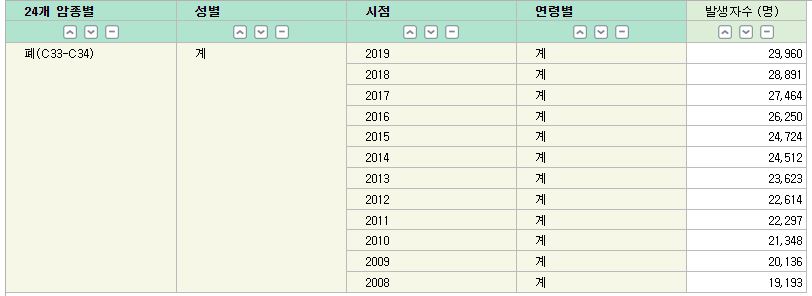 24개 암종별 성별 시점 연령별 발생자수 (명)
폐(C33-C34) 계 2019 계 29,960
2018 계 28,891
2017 계 27,464
2016 계 26,250
2015 계 24,724
2014 계 24,512
2013 계 23,623
2012 계 22,614
2011 계 22,297
2010 계 21,348
2009 계 20,136
2008 계 19,193